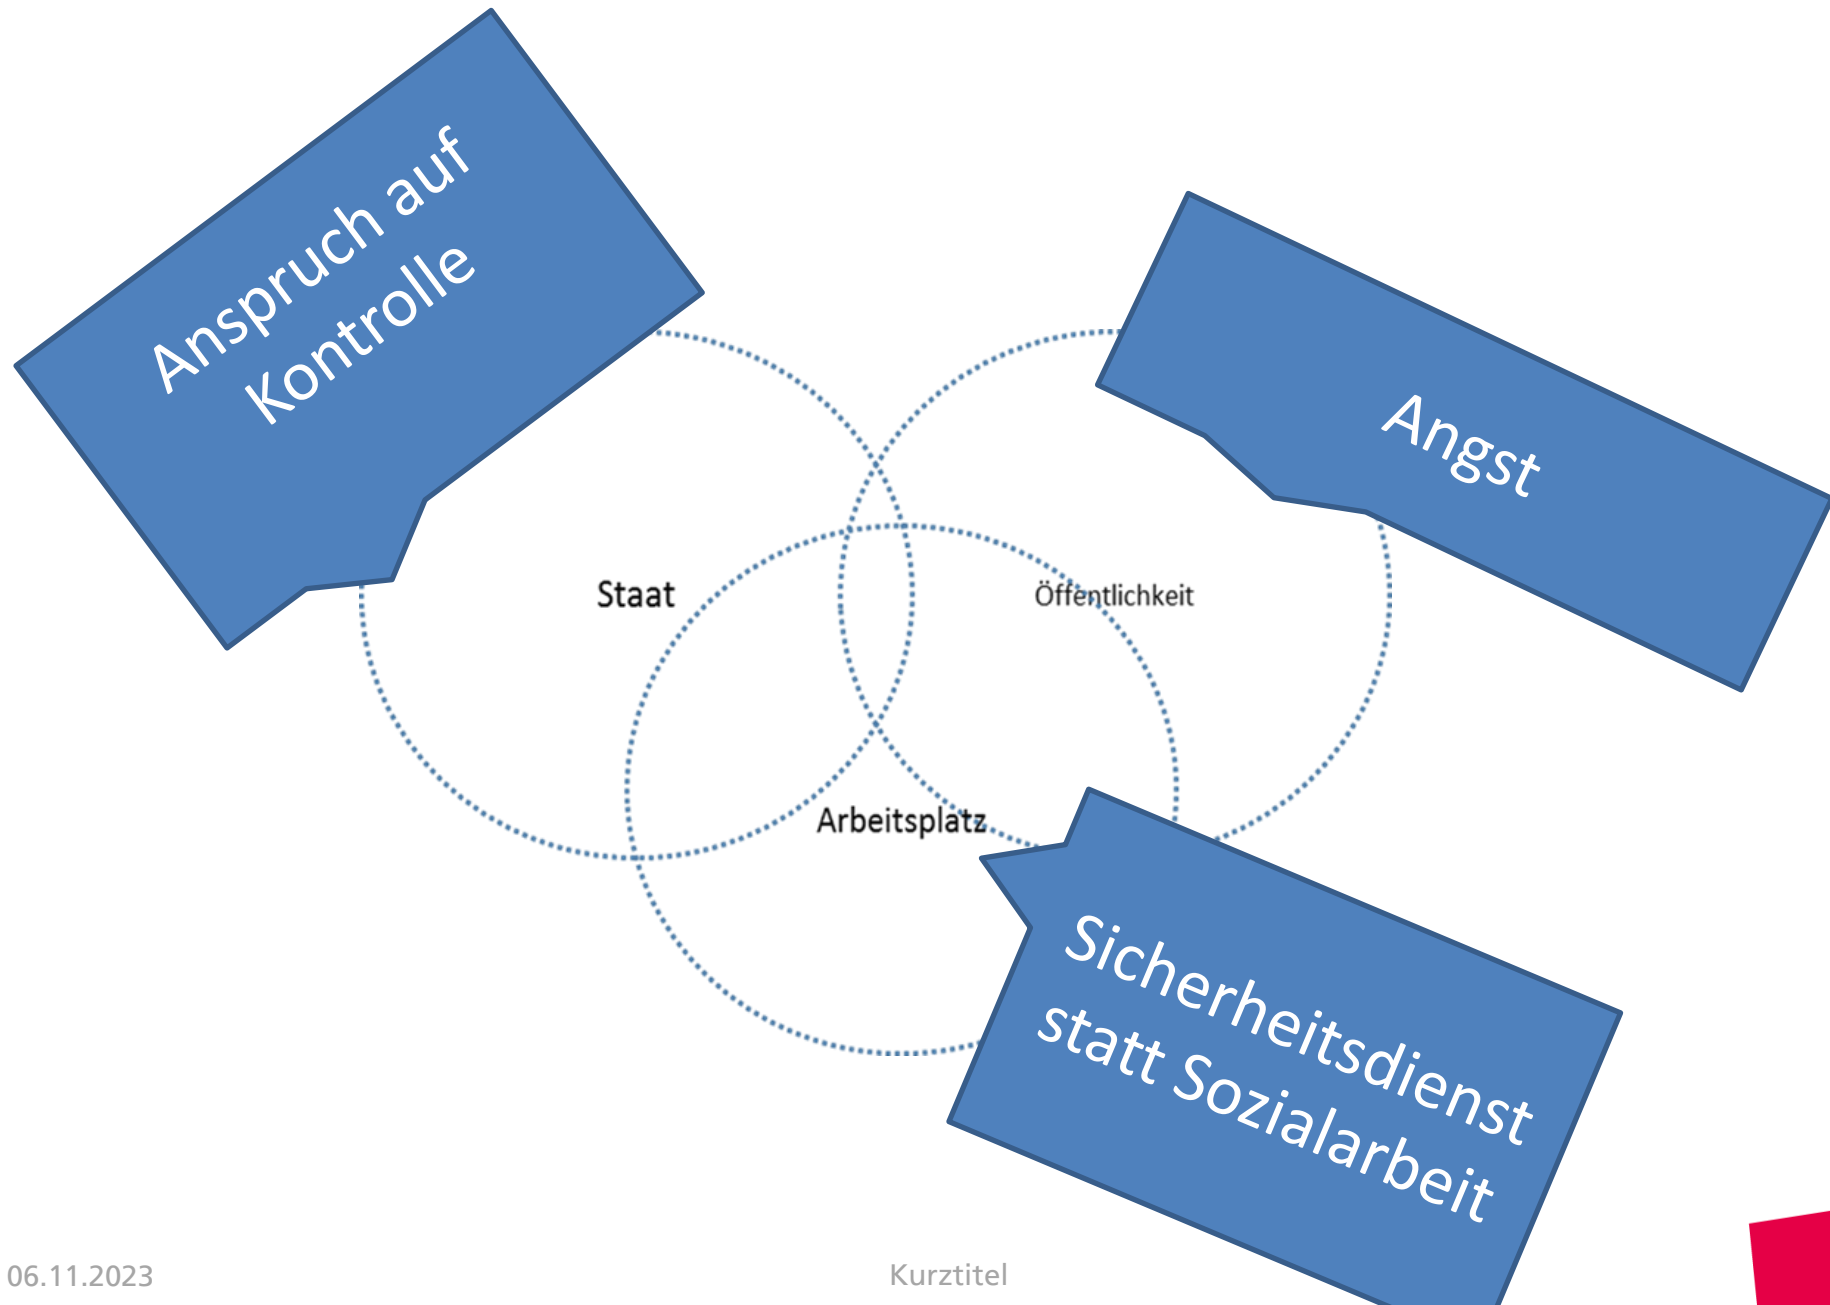 Anspruch auf
Kontrolle
Angst
Staat
Öffentlichkeit
Arbeitsplatz
Sicherheitsdienst
statt Sozialarbeit
06.11.2023
Kurztitel